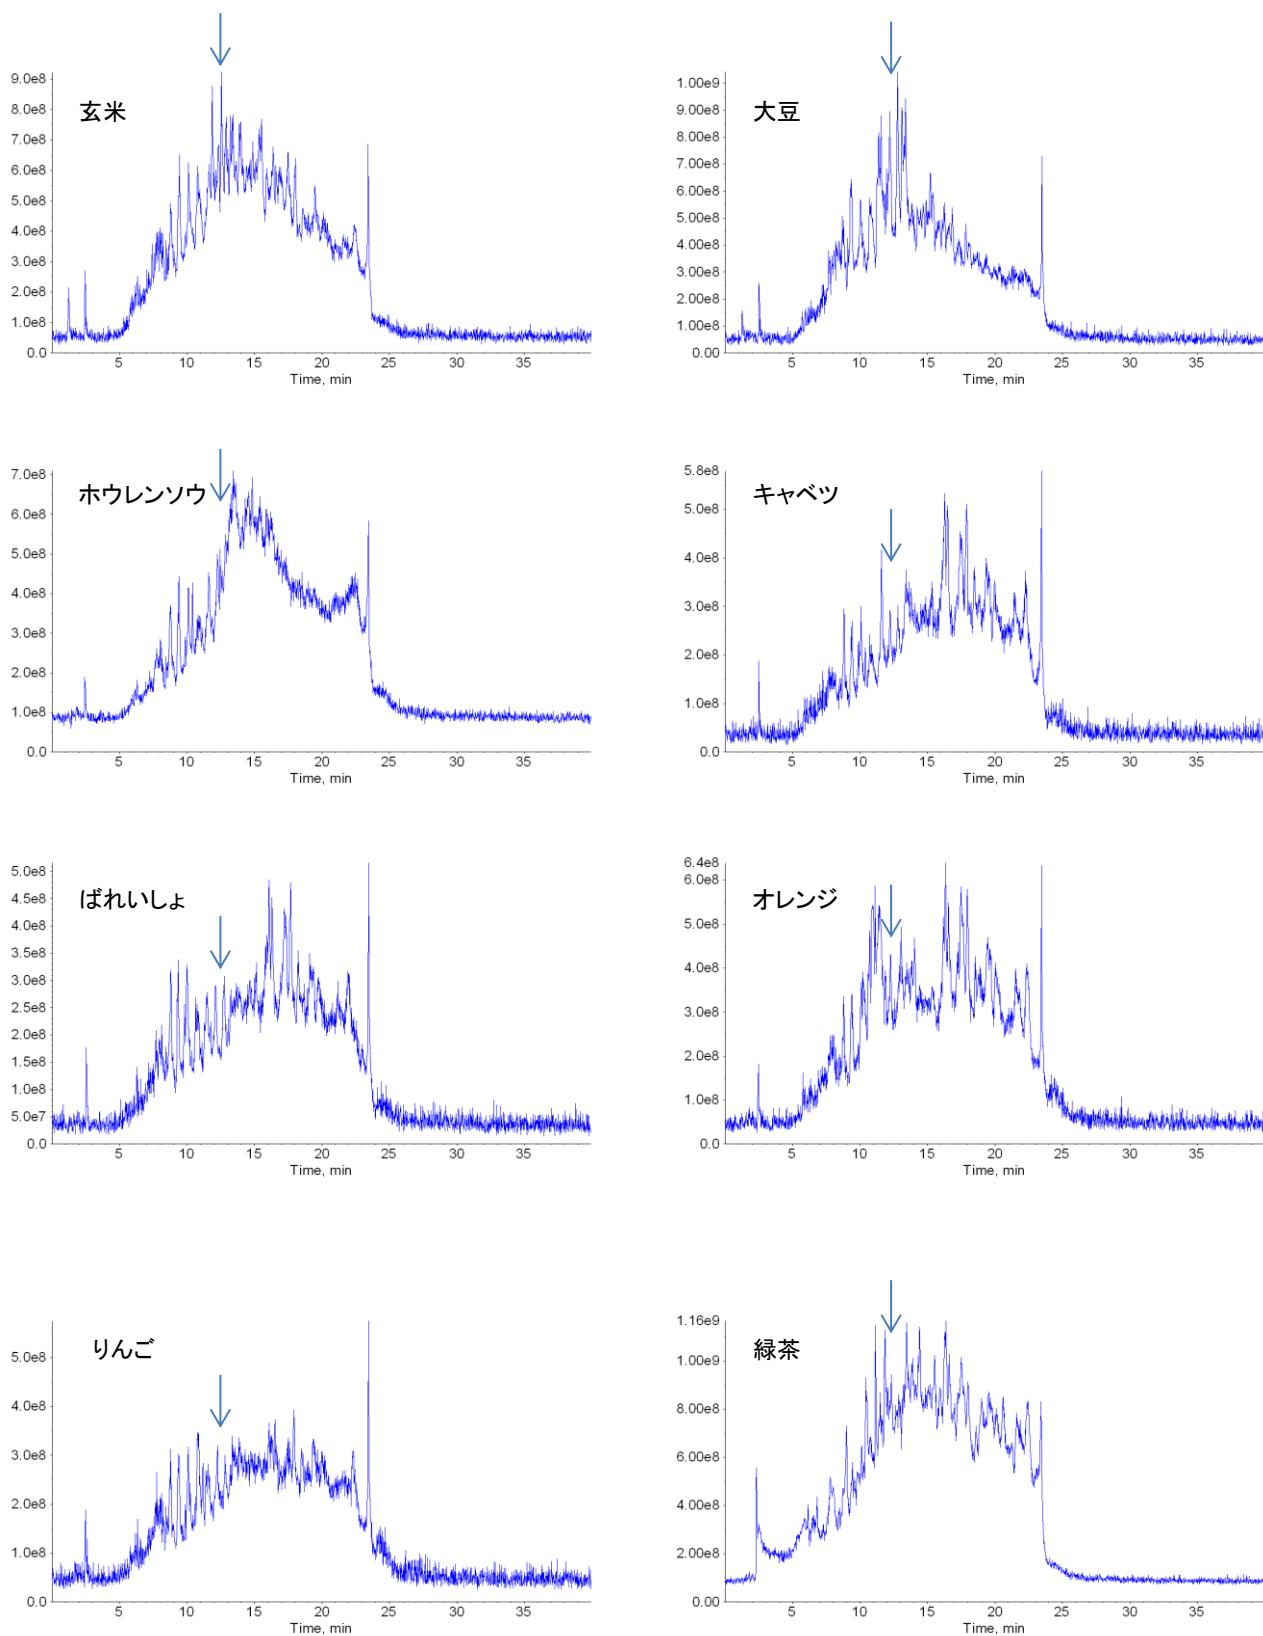 玄米
9.0e8
8.0e8
7.0e8
6.0e8
5.0e8
4.0e8
3.0e8
2.0e8
1.0e8
0.0
5 10 15 20 25 30 35
Time, min
大豆
1.00e9
9.00e8
8.00e8
7.00e8
6.00e8
5.00e8
4.00e8
3.00e8
2.00e8
1.00e8
0.00
5 10 15 20 25 30 35
Time, min
ホウレンソウ
7.0e8
6.0e8
5.0e8
4.0e8
3.0e8
2.0e8
1.0e8
0.0
5 10 15 20 25 30 35
Time, min
キャベツ
5.8e8
5.0e8
4.0e8
3.0e8
2.0e8
1.0e8
0.0
5 10 15 20 25 30 35
Time, min
ばれいしょ
5.0e8
4.5e8
4.0e8
3.5e8
3.0e8
2.5e8
2.0e8
1.5e8
1.0e8
5.0e7
0.0
5 10 15 20 25 30 35
Time, min
オレンジ
6.4e8
6.0e8
5.0e8
4.0e8
3.0e8
2.0e8
1.0e8
0.0
5 10 15 20 25 30 35
Time, min
りんご
5.0e8
4.0e8
3.0e8
2.0e8
1.0e8
0.0
5 10 15 20 25 30 35
Time, min
緑茶
1.16e9
1.00e9
8.00e8
6.00e8
4.00e8
2.00e8
0.00
5 10 15 20 25 30 35
Time, min